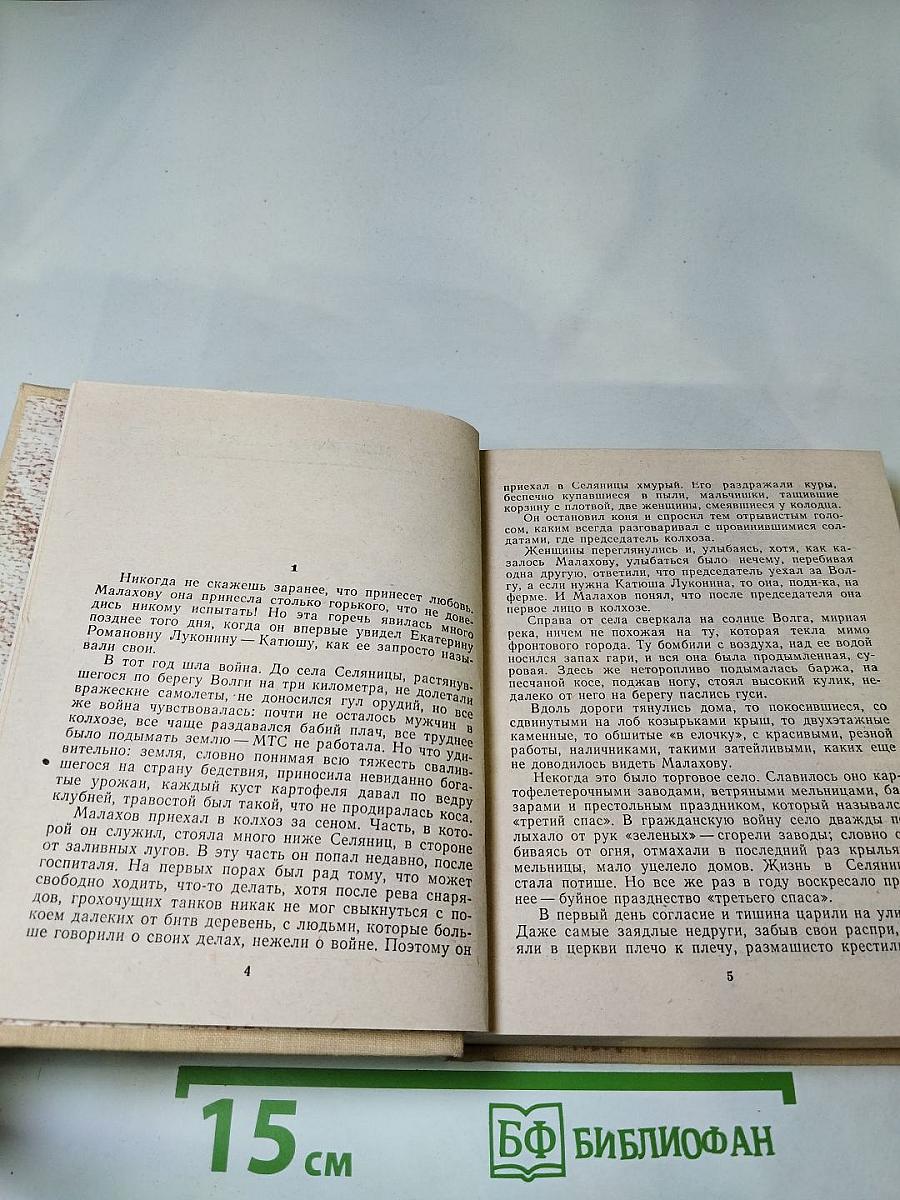 1
Никогда не скажешь заранее, что принесет любовь.
Малахову она принесла столько горького, что не дове-
дись никому испытать! Но эта горечь явилась много
позднее того дня, когда он впервые увидел Екатерину
Романовну Луконину — Катюшу, как ее запросто назы-
вали свои.
В тот год шла война. До села Селяницы, растянув-
шегося по берегу Волги на три километра, не долетали
вражеские самолеты, не доносился гул орудий, но все
же война чувствовалась: почти не осталось мужчин в
колхозе, все чаще раздавался бабий плач, все труднее
было подымать землю — МТС не работала. Но что уди-
вительно: земля, словно понимая всю тяжесть свалив-
шегося на страну бедствия, приносила невиданно бога-
тые урожаи, каждый куст картофеля давал по ведру
клубней, травостой был такой, что не продиралась коса.
Малахов приехал в колхоз за сеном. Часть, в кото-
рой он служил, стояла много ниже Селяниц, в стороне
от заливных лугов. В эту часть он попал недавно, после
госпиталя. На первых порах был рад тому, что может
свободно ходить, что-то делать, хотя после рева снаря-
дов, грохочущих танков никак не мог свыкнуться с по-
коем далеких от битв деревень, с людьми, которые боль-
ше говорили о своих делах, нежели о войне. Поэтому он
4
приехал в Селяницы хмурый. Его раздражали куры,
беспечно купавшиеся в пыли, мальчишки, тащившие
корзину с плотвой, две женщины, смеявшиеся у колодца.
Он остановил коня и спросил тем отрывистым голо-
сом, каким всегда разговаривал с провинившимися сол-
датами, где председатель колхоза.
Женщины переглянулись и, улыбаясь, хотя, как ка-
залось Малахову, улыбаться было нечему, перебивая
одна другую, ответили, что председатель уехал за Вол-
гу, а если нужна Катюша Луконина, то она, поди-ка, на
ферме. И Малахов понял, что после председателя она
первое лицо в колхозе.
Справа от села сверкала на солнце Волга, мирная
река, ничем не похожая на ту, которая текла мимо
фронтового города. Ту бомбили с воздуха, над ее водой
носился запах гари, и вся она была продымленная, су-
ровая. Здесь же неторопливо подымалась баржа, на
песчаной косе, поджав ногу, стоял высокий кулик, не-
далеко от него на берегу паслись гуси.
Вдоль дороги тянулись дома, то покосившиеся, со
сдвинутыми на лоб козырьками крыш, то двухэтажные
каменные, то обшитые «в елочку», с красивыми, резной
работы, наличниками, такими затейливыми, каких еще
не доводилось видеть Малахову.
Некогда это было торговое село. Славилось оно кар-
тофелетерочными заводами, ветряными мельницами, ба
зарами и престольным праздником, который назывался
«третий спас». В гражданскую войну село дважды по
лыхало от рук «зеленых» — сгорели заводы; словно о
биваясь от огня, отмахали в последний раз крылья
мельницы, мало уцелело домов. Жизнь в Селяни
стала потише. Но все же раз в году воскресало пр
нее — буйное празднество «третьего спаса».
В первый день согласие и тишина царили на ули
Даже самые заядлые недруги, забыв свои распри,
яли в церкви плечо к плечу, размашисто крестили
5
15 см
БФ БИБЛИОФАН